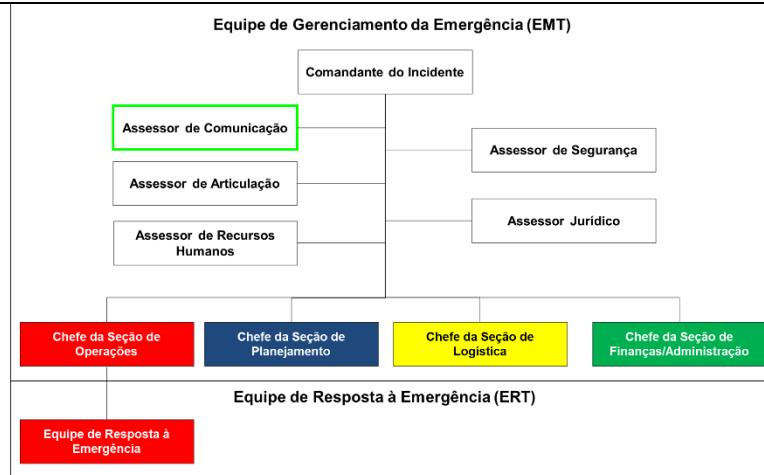 Equipe de Gerenciamento da Emergência (EMT)
Comandante do Incidente
Assessor de Comunicação
Assessor de Segurança
Assessor de Articulação
Assessor Jurídico
Assessor de Recursos
Humanos
Chefe da Seção de
Operações
Chefe da Seção de
Planejamento
Chefe da Seção de
Logistica
Chefe da Seção de
Finanças/Administração
Equipe de Resposta à Emergência (ERT)
Equipe de Resposta à
Emergência